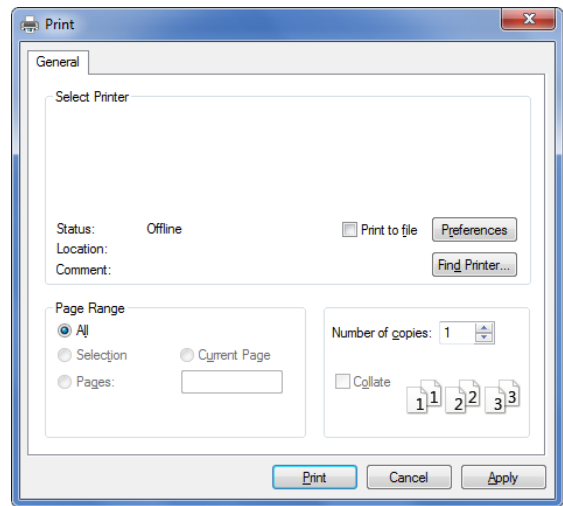 Print
General
Select Printer
Status: Offline
Print to file
Preferences
Location:
Comment:
Find Printer...
Page Range
All
Selection
Current Page
Pages:
Number of copies: 1
Collate
1 1 2 2 3 3
Print
Cancel
Apply